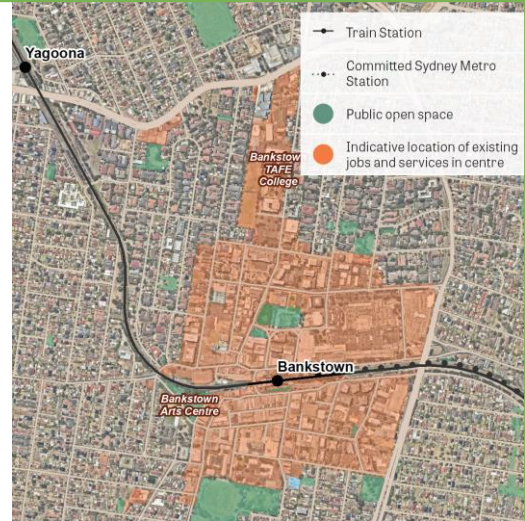 Yagoona
Train Station
Committed Sydney Metro
Station
Public open space
Indicative location of existing
jobs and services in centre
Bankstown
TAFE
College
Bankstown
Bankstown
Arts Centre